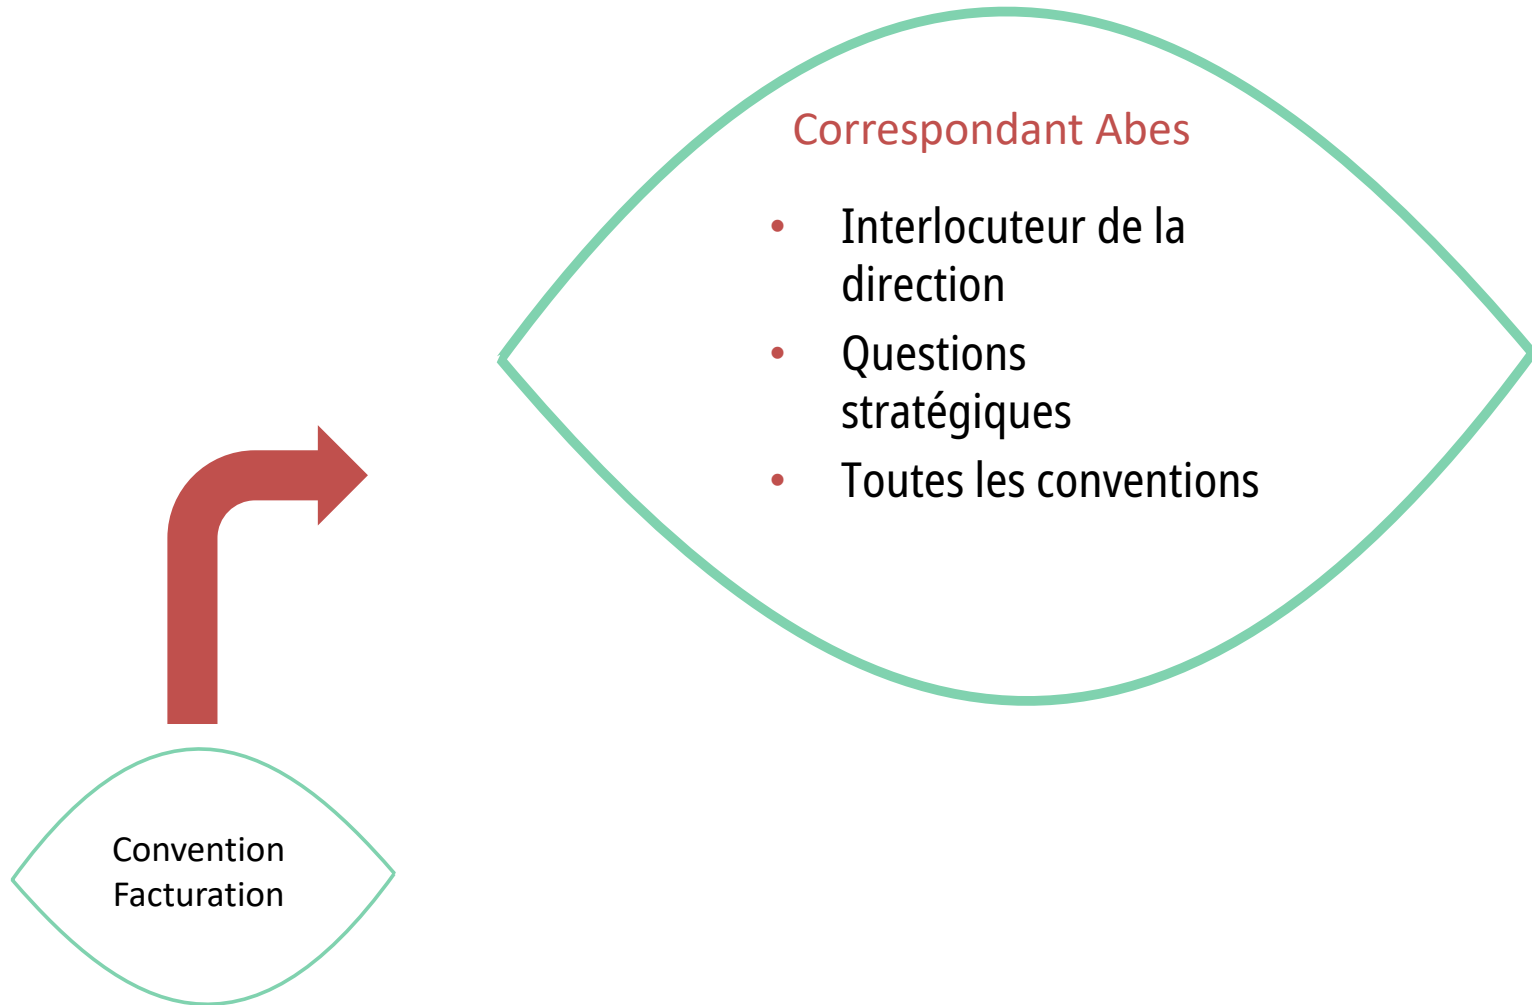 Correspondant Abes
• Interlocuteur de la
direction
• Questions
stratégiques
• Toutes les conventions
Convention
Facturation